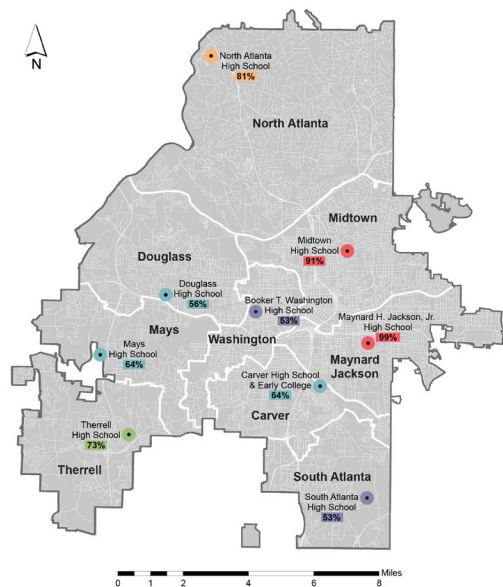 N
North Atlanta
High School
81%
North Atlanta
Midtown
Midtown
High School
91%
Douglass
Douglass
High School
56%
Booker T. Washington
High School
53%
Maynard H. Jackson, Jr.
High School
99%
Mays
Mays
High School
64%
Washington
Maynard
Jackson
Carver High School
& Early College
64%
Carver
Therrell
High School
73%
Therrell
South Atlanta
South Atlanta
High School
53%
Miles
0 1 2 4 6 8